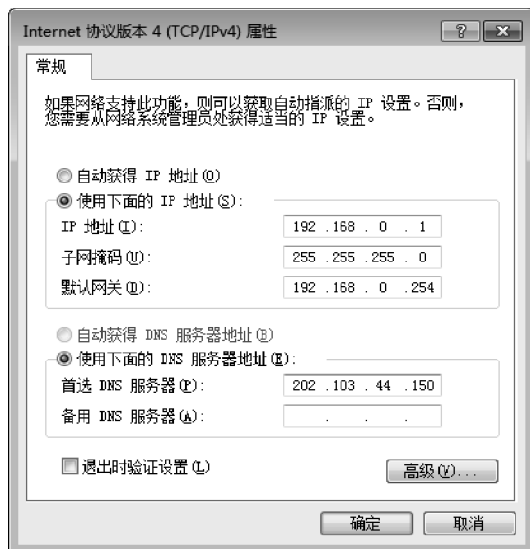 Internet 协议版本 4 (TCP/IPv4) 属性
常规
如果网络支持此功能，则可以获取自动指派的 IP 设置。否则，
您需要从网络系统管理员处获得适当的 IP 设置。
自动获得 IP 地址(O)
使用下面的 IP 地址(S):
IP 地址(I): 192 .168 . 0 . 1
子网掩码(U): 255 .255 .255 . 0
默认网关(D): 192 .168 . 0 .254
自动获得 DNS 服务器地址(B)
使用下面的 DNS 服务器地址(E):
首选 DNS 服务器(P): 202 .103 . 44 .150
备用 DNS 服务器(A): . . .
退出时验证设置(L)
高级(V)...
确定 取消